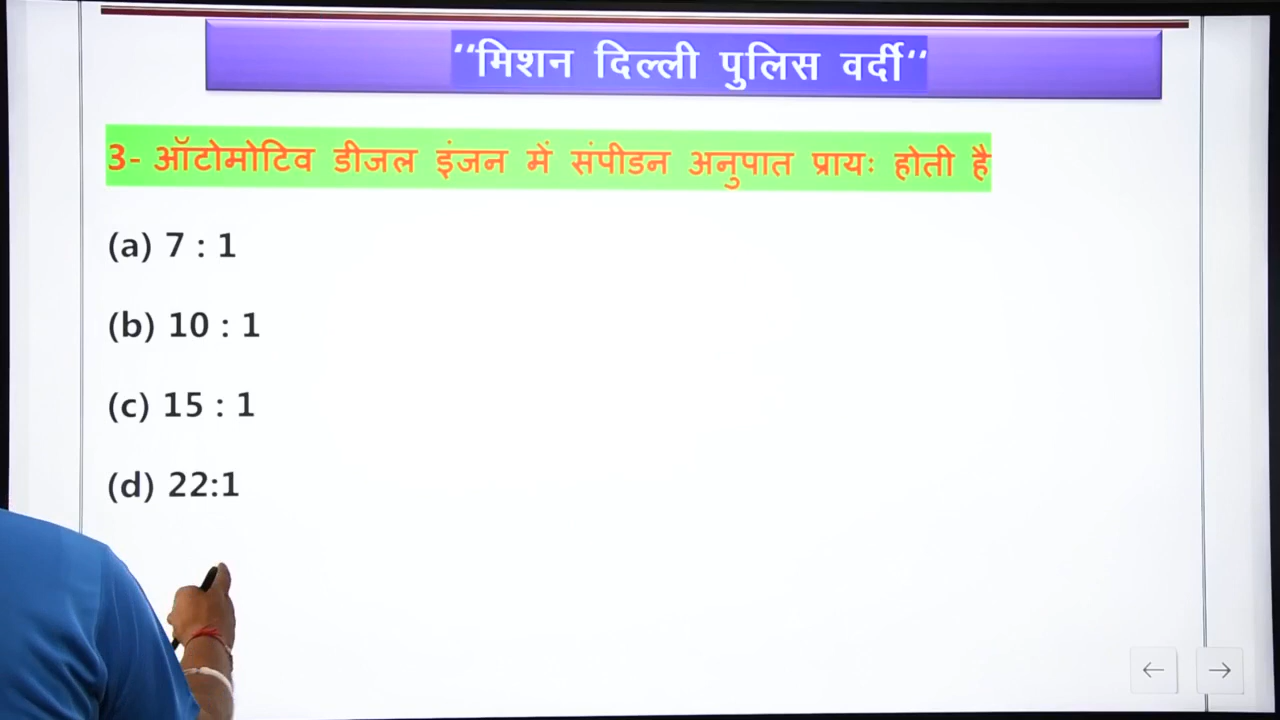 ‘‘मिशन दिल्ली पुलिस वर्दी‘‘
3- ऑटोमोटिव डीजल इंजन में संपीडन अनुपात प्रायः होती है
(a) 7 : 1
(b) 10 : 1
(c) 15 : 1
(d) 22:1